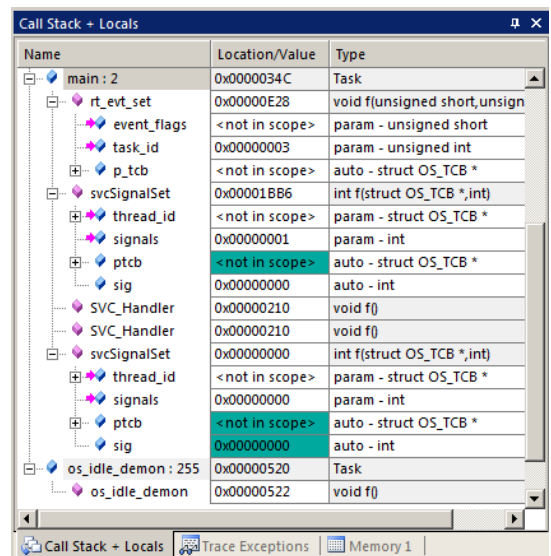 Call Stack + Locals
Name Location/Value Type
main : 2 0x0000034C Task
rt_evt_set 0x00000E28 void f(unsigned short,unsign
event_flags <not in scope> param - unsigned short
task_id 0x00000003 param - unsigned int
p_tcb <not in scope> auto - struct OS_TCB *
svcSignalSet 0x00001BB6 int f(struct OS_TCB *,int)
thread_id <not in scope> param - struct OS_TCB *
signals 0x00000001 param - int
ptcb <not in scope> auto - struct OS_TCB *
sig 0x00000000 auto - int
SVC_Handler 0x00000210 void f()
SVC_Handler 0x00000210 void f()
svcSignalSet 0x00000000 int f(struct OS_TCB *,int)
thread_id <not in scope> param - struct OS_TCB *
signals 0x00000000 param - int
ptcb <not in scope> auto - struct OS_TCB *
sig 0x00000000 auto - int
os_idle_demon : 255 0x00000520 Task
os_idle_demon 0x00000522 void f()
Call Stack + Locals Trace Exceptions Memory 1